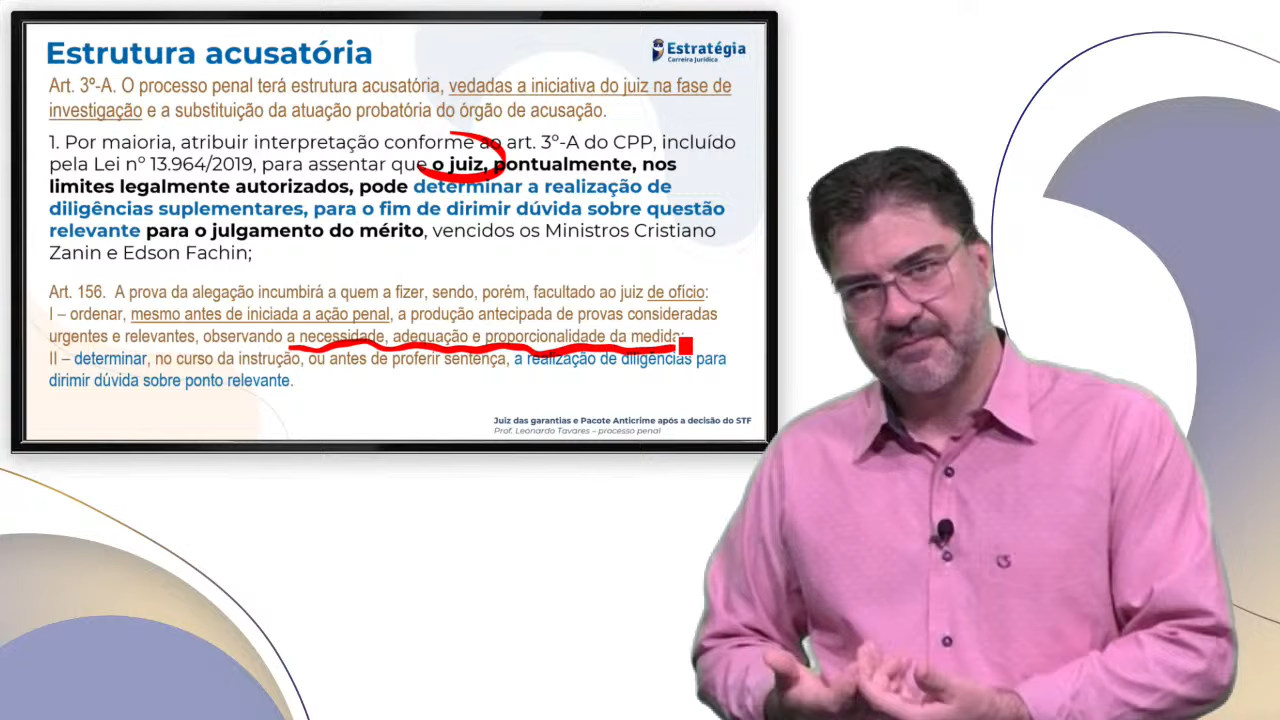 Estrutura acusatória
Estratégia
Carreira Jurídica
Art. 3º-A. O processo penal terá estrutura acusatória, vedadas a iniciativa do juiz na fase de
investigação e a substituição da atuação probatória do órgão de acusação.
1. Por maioria, atribuir interpretação conforme ao art. 3º-A do CPP, incluído
pela Lei nº 13.964/2019, para assentar que o juiz, pontualmente, nos
limites legalmente autorizados, pode determinar a realização de
diligências suplementares, para o fim de dirimir dúvida sobre questão
relevante para o julgamento do mérito, vencidos os Ministros Cristiano
Zanin e Edson Fachin;
Art. 156. A prova da alegação incumbirá a quem a fizer, sendo, porém, facultado ao juiz de ofício:
I – ordenar, mesmo antes de iniciada a ação penal, a produção antecipada de provas consideradas
urgentes e relevantes, observando a necessidade, adequação e proporcionalidade da medida;
II – determinar, no curso da instrução, ou antes de proferir sentença, a realização de diligências para
dirimir dúvida sobre ponto relevante.
Juiz das garantias e Pacote Anticrime após a decisão do STF
Prof. Leonardo Tavares – processo penal